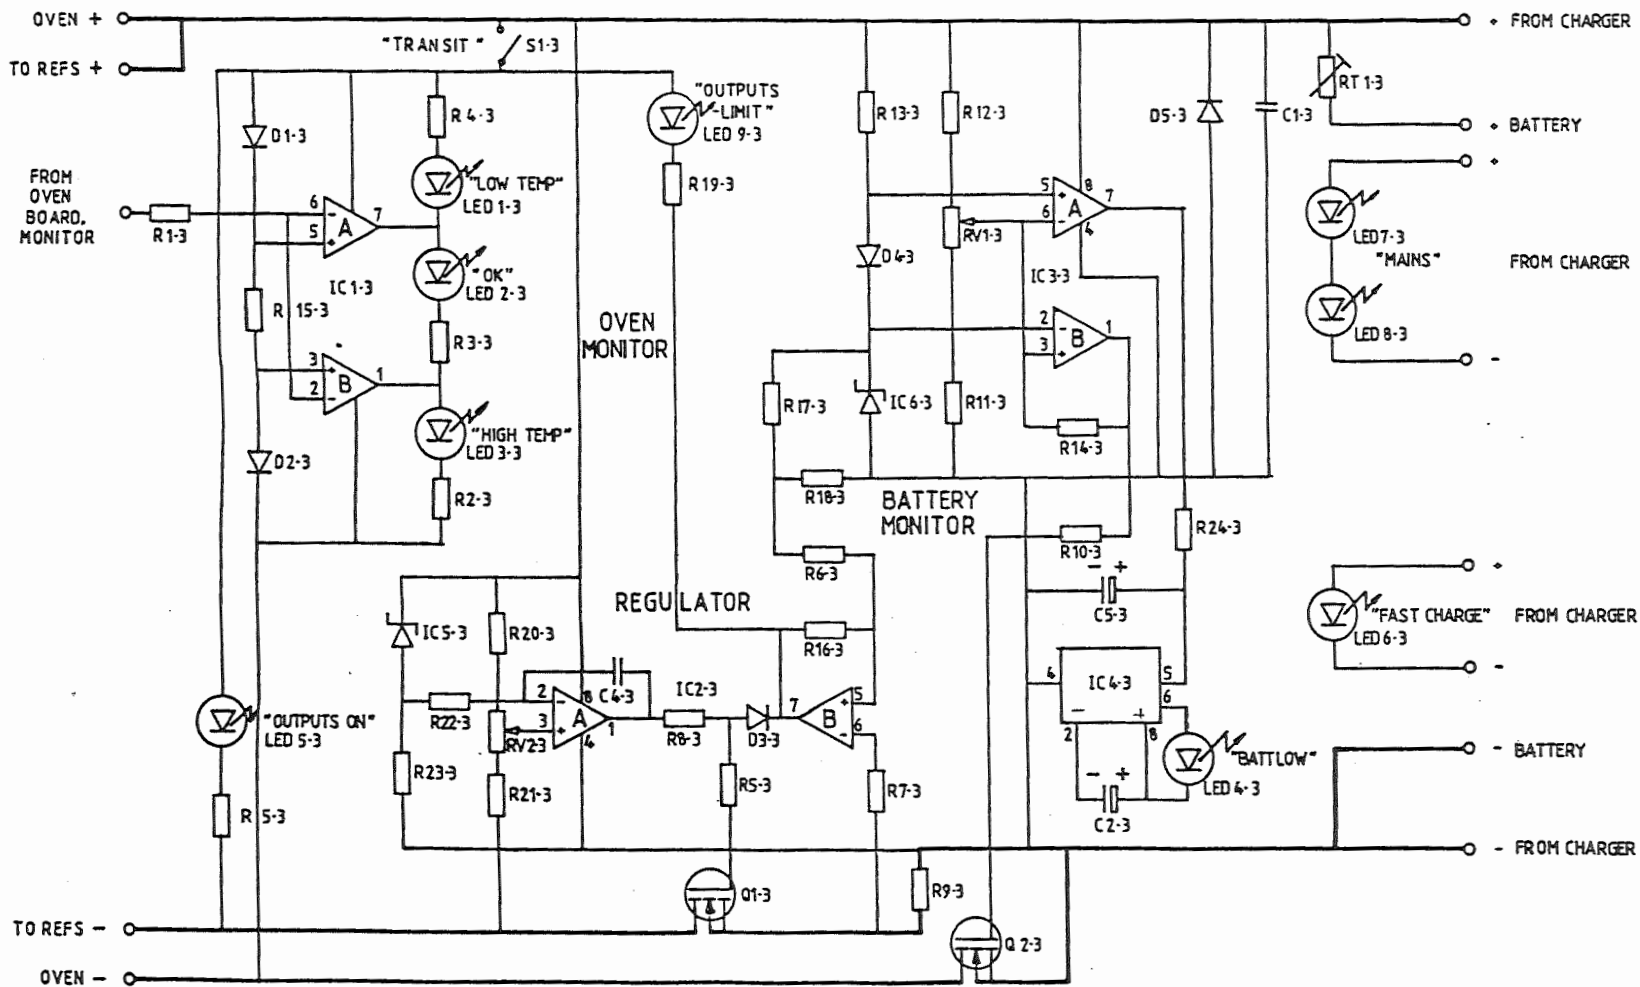 OVEN +
TO REFS +
"TRANSIT"
S1-3
+ FROM CHARGER
RT 1-3
+ BATTERY
+
LED7-3
"MAINS"
FROM CHARGER
LED 8-3
-
D1-3
R 4-3
"LOW TEMP"
LED 1-3
"OUTPUTS
-LIMIT"
LED 9-3
R19-3
R 13-3
R 12-3
D5-3
C1-3
FROM
OVEN
BOARD.
MONITOR
R1-3
6
-
5
+
A
7
IC1-3
"OK"
LED 2-3
R 15-3
R3-3
3
+
2
-
B
1
"HIGH TEMP"
LED 3-3
D2-3
R2-3
OVEN
MONITOR
5
+
6
-
A
8
7
4
RV1-3
D4-3
IC3-3
2
-
3
+
B
1
R17-3
IC6-3
R11-3
R14-3
R18-3
BATTERY
MONITOR
R10-3
R24-3
R6-3
- +
C5-3
+
"FAST CHARGE"
LED 6-3
FROM CHARGER
-
REGULATOR
IC5-3
R20-3
R16-3
C4-3
IC2-3
R22-3
2
-
3
+
A
8
4
1
RV2-3
R8-3
D3-3
7
B
+
5
-
6
R23-3
R21-3
R5-3
R7-3
4
IC4-3
5
6
-
+
2
8
- +
C2-3
"BATTLOW"
LED 4-3
- BATTERY
"OUTPUTS ON"
LED 5-3
R 5-3
- FROM CHARGER
Q1-3
R9-3
Q 2-3
TO REFS -
OVEN -